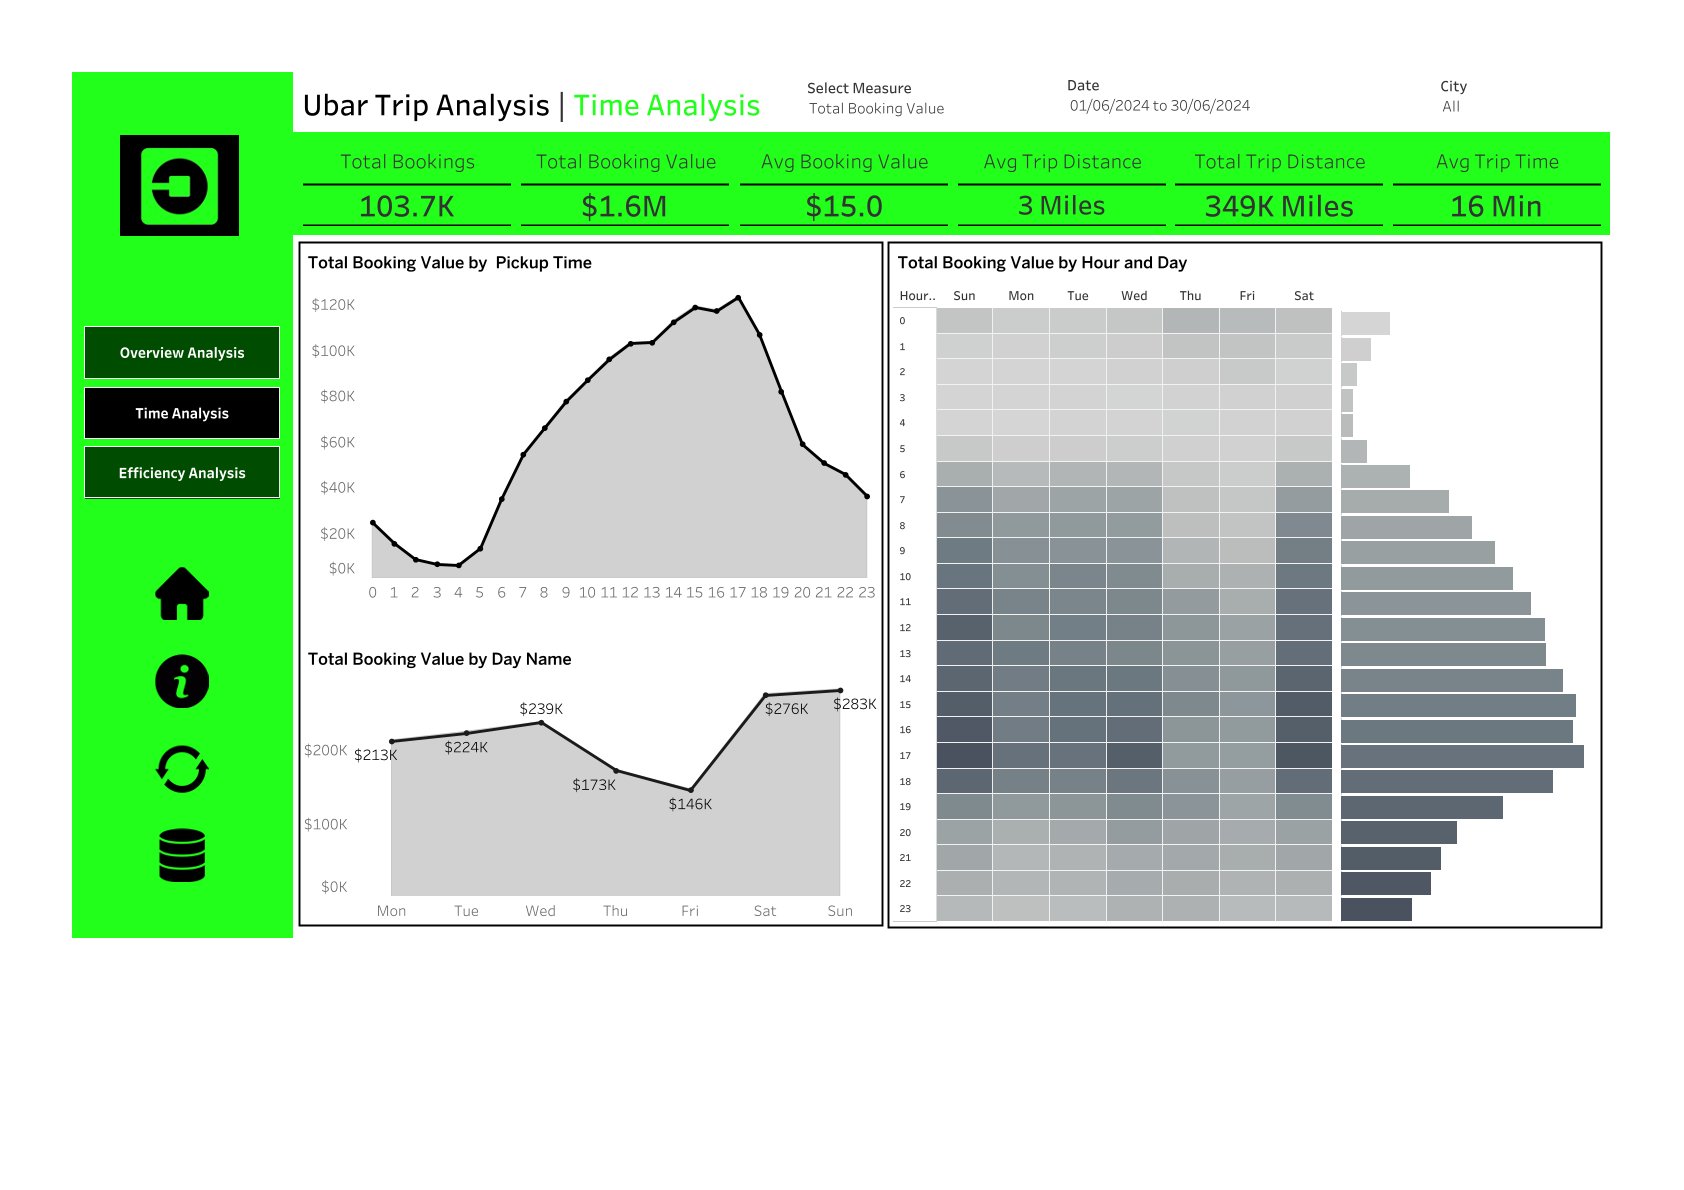 Ubar Trip Analysis | Time Analysis
Select Measure
Total Booking Value
Date
01/06/2024 to 30/06/2024
City
All
Total Bookings
103.7K
Total Booking Value
$1.6M
Avg Booking Value
$15.0
Avg Trip Distance
3 Miles
Total Trip Distance
349K Miles
Avg Trip Time
16 Min
Overview Analysis
Time Analysis
Efficiency Analysis
Total Booking Value by Pickup Time
$120K
$100K
$80K
$60K
$40K
$20K
$0K
0 1 2 3 4 5 6 7 8 9 10 11 12 13 14 15 16 17 18 19 20 21 22 23
Total Booking Value by Day Name
$200K
$100K
$0K
$213K
$224K
$239K
$173K
$146K
$276K
$283K
Mon Tue Wed Thu Fri Sat Sun
Total Booking Value by Hour and Day
Hour.. Sun Mon Tue Wed Thu Fri Sat
0
1
2
3
4
5
6
7
8
9
10
11
12
13
14
15
16
17
18
19
20
21
22
23